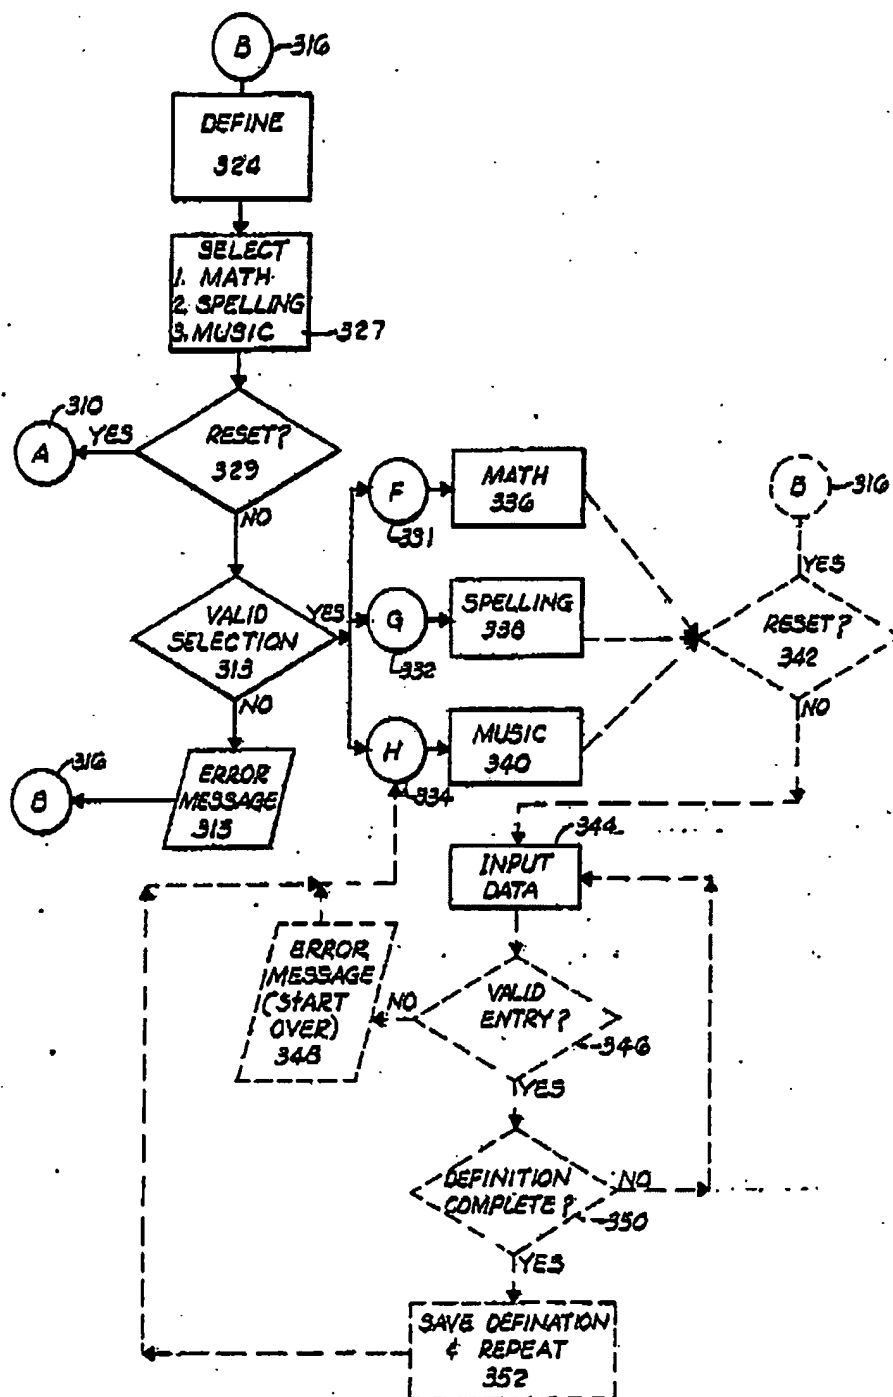 B
316
DEFINE
324
SELECT
1. MATH
2. SPELLING
3. MUSIC
327
310
A
YES
RESET?
329
NO
F
331
MATH
336
B
316
YES
VALID
SELECTION
313
YES
G
332
SPELLING
338
RESET?
342
NO
NO
316
B
ERROR
MESSAGE
315
H
334
MUSIC
340
344
INPUT
DATA
ERROR
MESSAGE
(START
OVER)
348
NO
VALID
ENTRY?
346
YES
DEFINITION
COMPLETE?
350
NO
YES
SAVE DEFINATION
& REPEAT
352